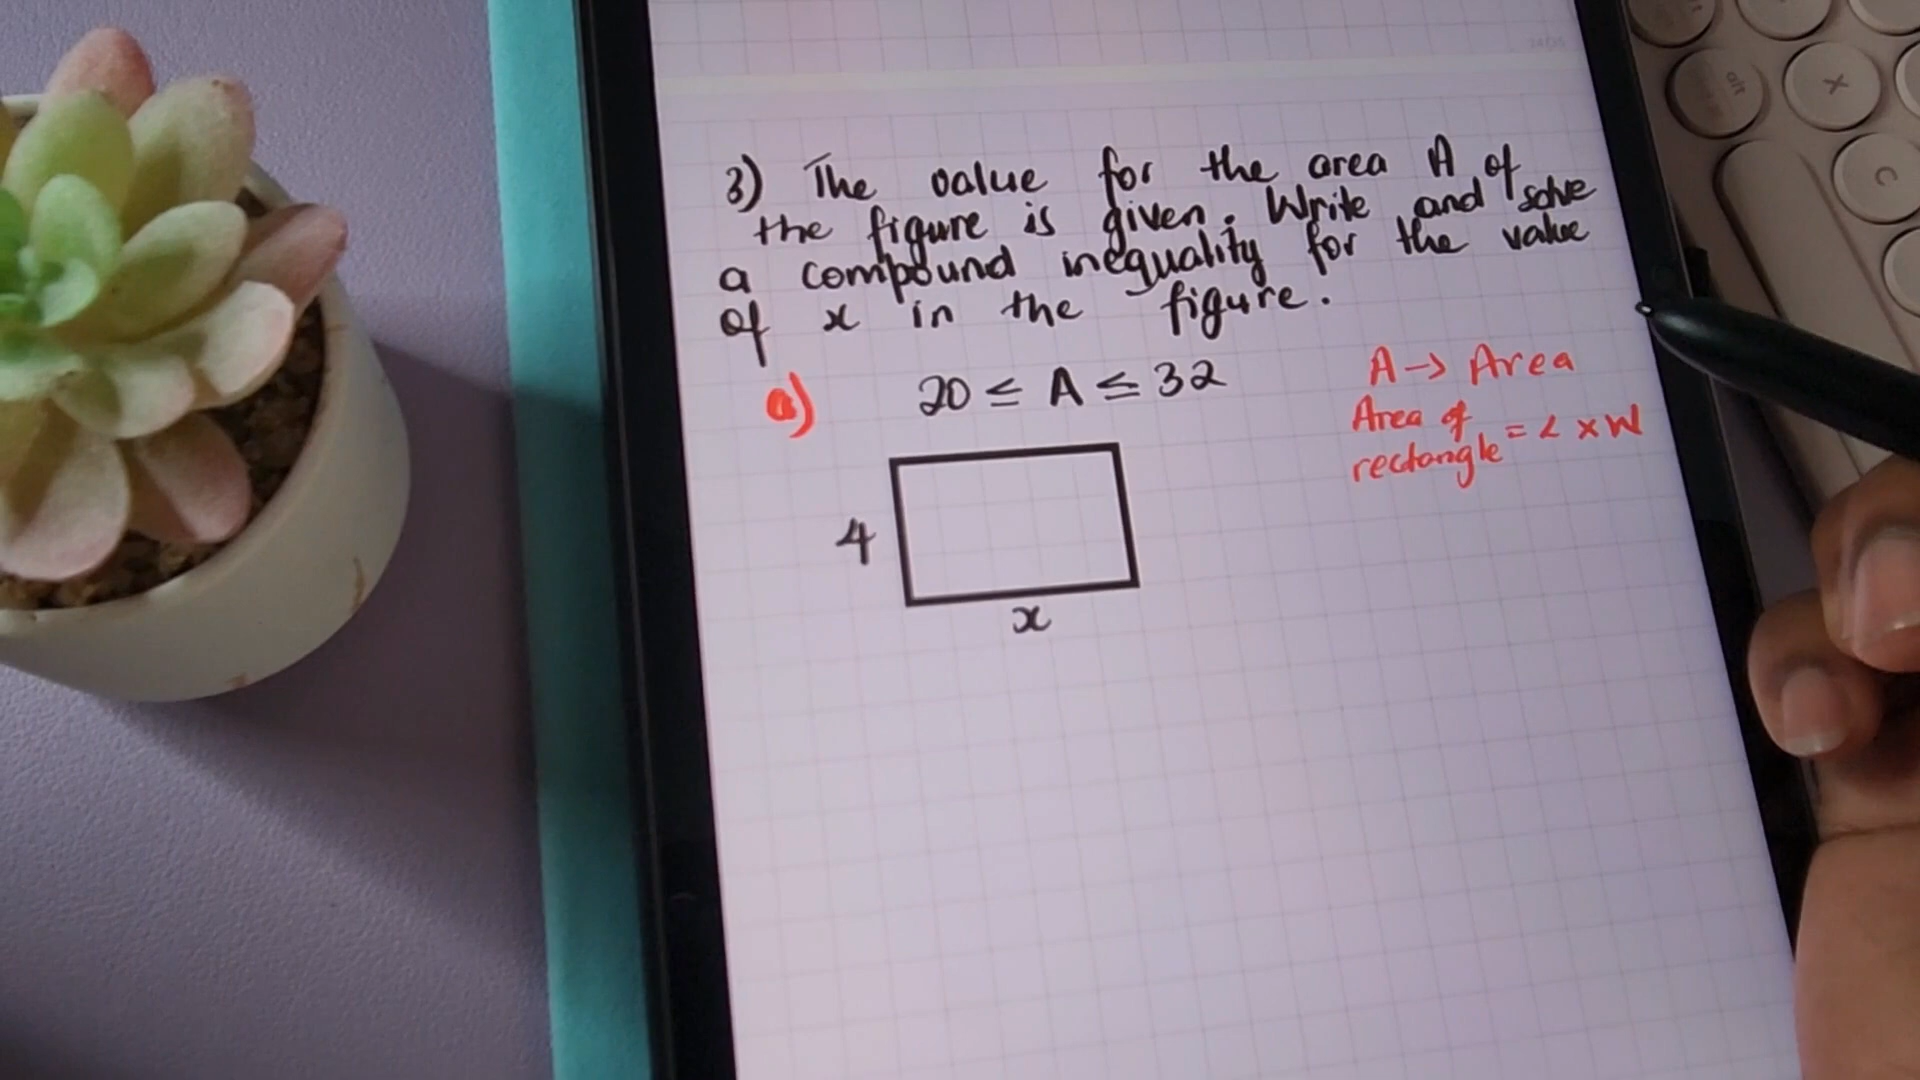 3) The value for the area A of
the figure is given. Write and solve
a compound inequality for the value
of x in the figure.
a) 20 ≤ A ≤ 32
A → Area
Area of
rectangle = L x W
4
x
alt
X
C